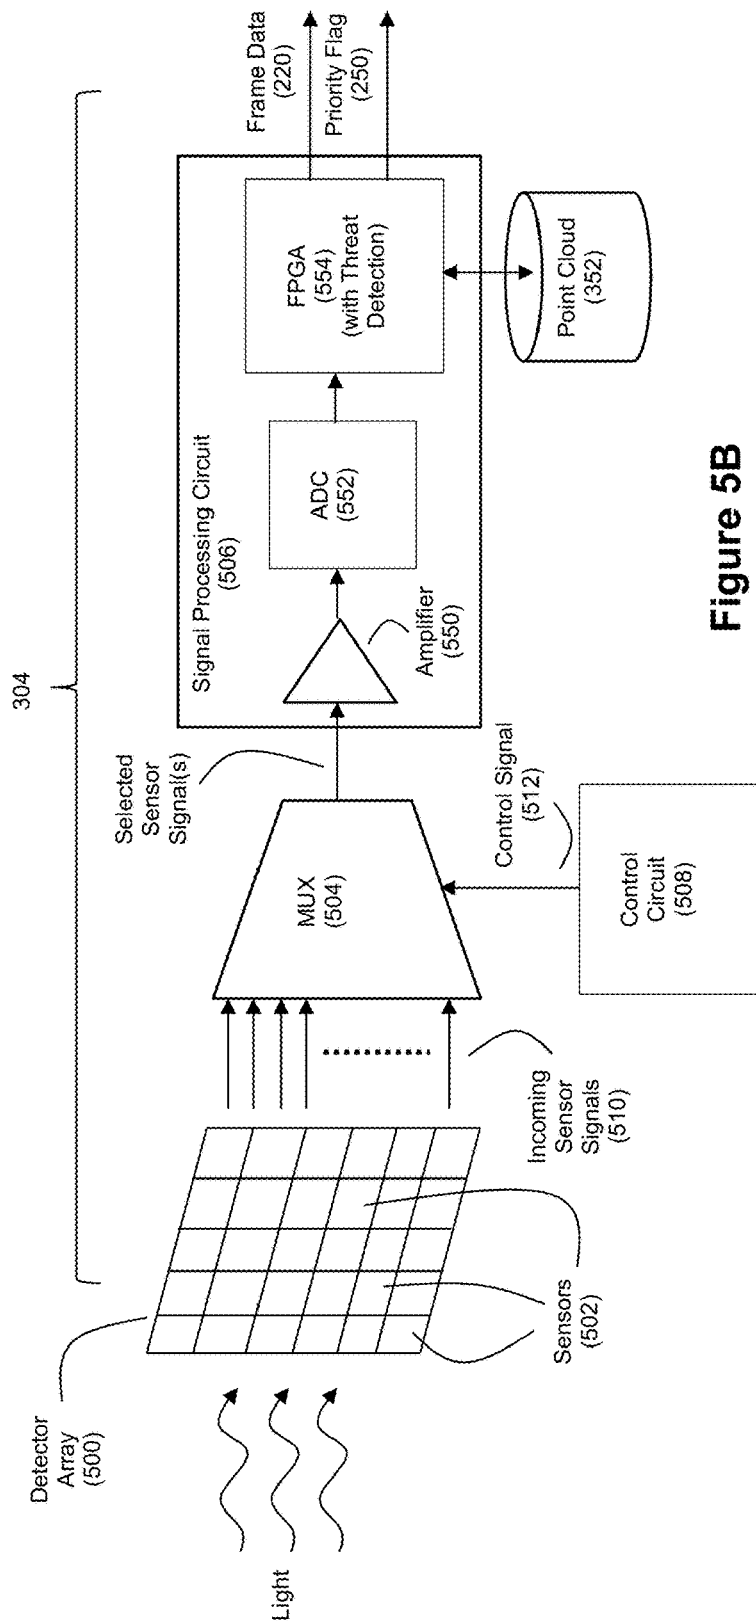 304
Detector
Array
(500)
Light
Sensors
(502)
Incoming
Sensor
Signals
(510)
MUX
(504)
Selected
Sensor
Signal(s)
Control Signal
(512)
Control
Circuit
(508)
Signal Processing Circuit
(506)
Amplifier
(550)
ADC
(552)
FPGA
(554)
(with Threat
Detection)
Frame Data
(220)
Priority Flag
(250)
Point Cloud
(352)
Figure 5B